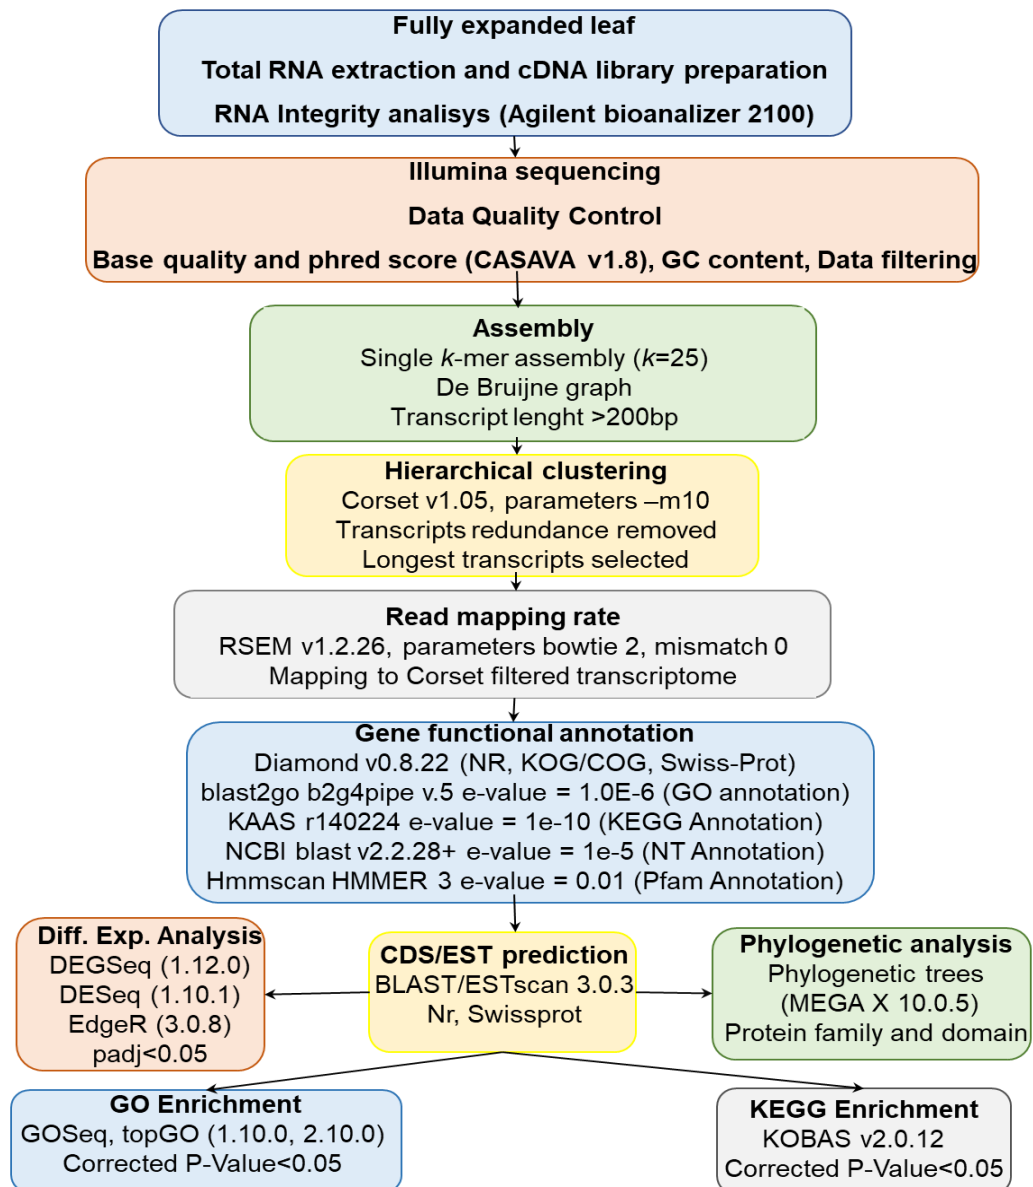 Fully expanded leaf
Total RNA extraction and cDNA library preparation
RNA Integrity analisys (Agilent bioanalizer 2100)
Illumina sequencing
Data Quality Control
Base quality and phred score (CASAVA v1.8), GC content, Data filtering
Assembly
Single k-mer assembly (k=25)
De Bruijne graph
Transcript lenght >200bp
Hierarchical clustering
Corset v1.05, parameters –m10
Transcripts redundance removed
Longest transcripts selected
Read mapping rate
RSEM v1.2.26, parameters bowtie 2, mismatch 0
Mapping to Corset filtered transcriptome
Gene functional annotation
Diamond v0.8.22 (NR, KOG/COG, Swiss-Prot)
blast2go b2g4pipe v.5 e-value = 1.0E-6 (GO annotation)
KAAS r140224 e-value = 1e-10 (KEGG Annotation)
NCBI blast v2.2.28+ e-value = 1e-5 (NT Annotation)
Hmmscan HMMER 3 e-value = 0.01 (Pfam Annotation)
Diff. Exp. Analysis
DEGSeq (1.12.0)
DESeq (1.10.1)
EdgeR (3.0.8)
padj<0.05
CDS/EST prediction
BLAST/ESTscan 3.0.3
Nr, Swissprot
Phylogenetic analysis
Phylogenetic trees
(MEGA X 10.0.5)
Protein family and domain
GO Enrichment
GOSeq, topGO (1.10.0, 2.10.0)
Corrected P-Value<0.05
KEGG Enrichment
KOBAS v2.0.12
Corrected P-Value<0.05